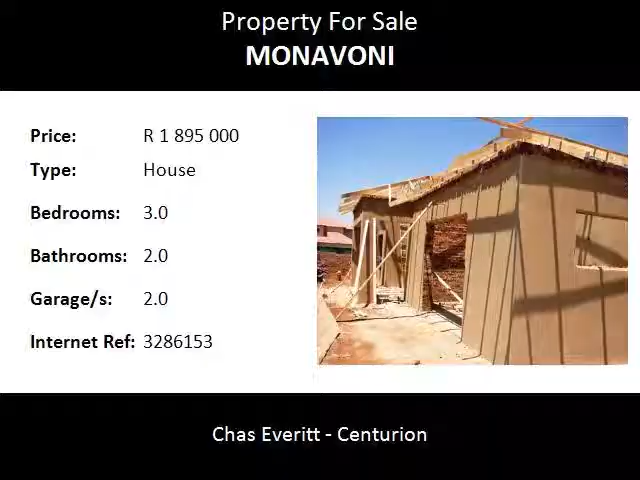 Property For Sale
MONAVONI
Price: R 1 895 000
Type: House
Bedrooms: 3.0
Bathrooms: 2.0
Garage/s: 2.0
Internet Ref: 3286153
Chas Everitt - Centurion